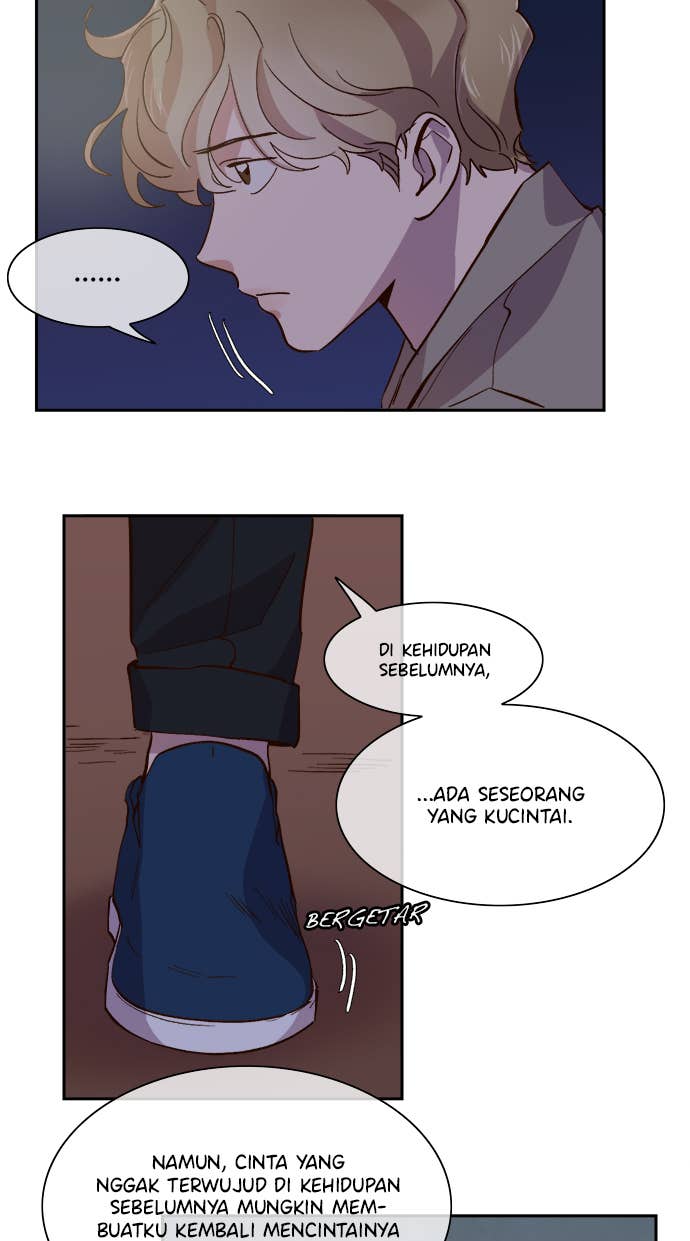 ......
DI KEHIDUPAN
SEBELUMNYA,
...ADA SESEORANG
YANG KUCINTAI.
BERGETAR
NAMUN, CINTA YANG
NGGAK TERWUJUD DI KEHIDUPAN
SEBELUMNYA MUNGKIN MEM-
BUATKU KEMBALI MENCINTAINYA